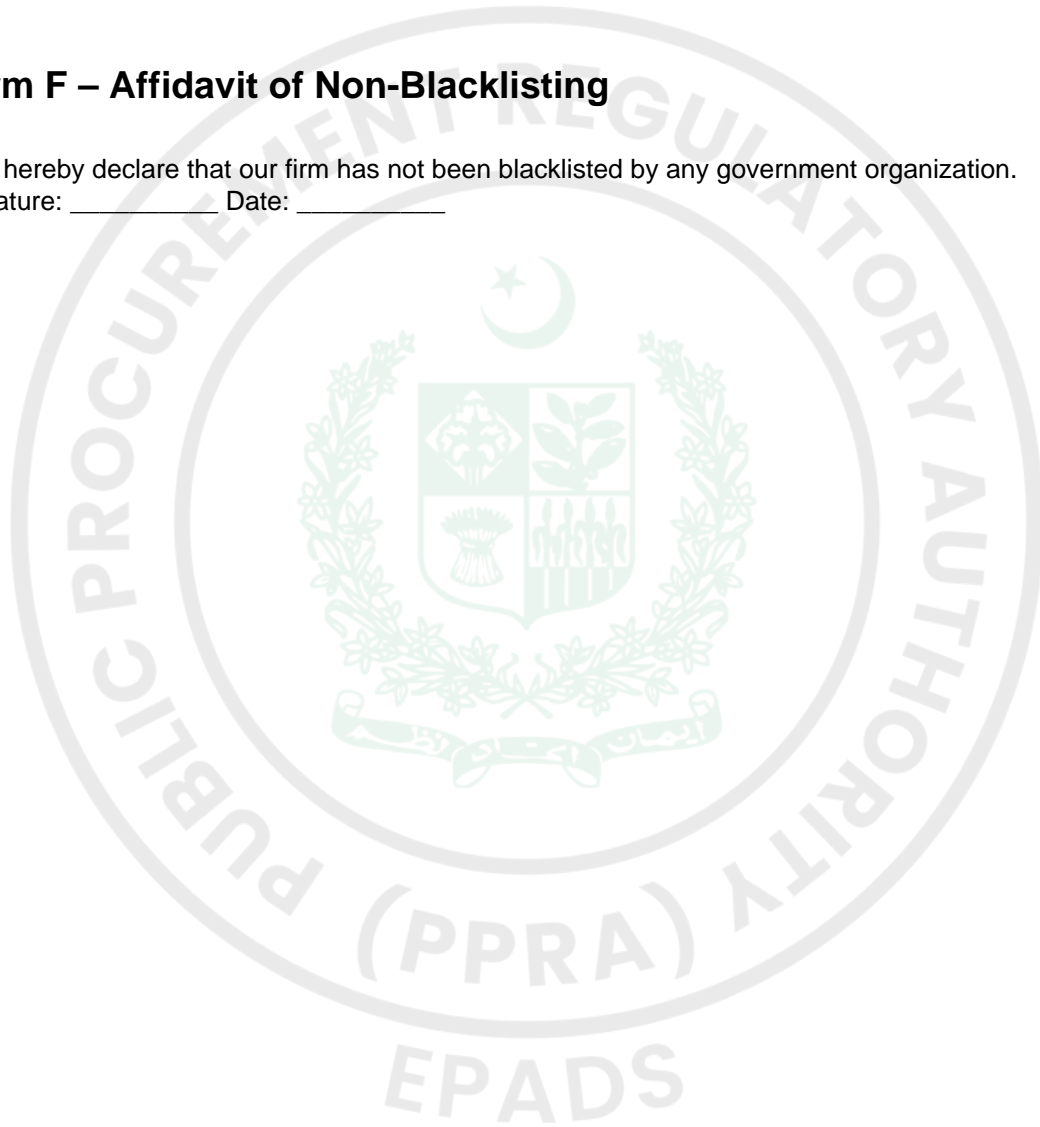 m F – Affidavit of Non-Blacklisting
hereby declare that our firm has not been blacklisted by any government organization.
ature: __________ Date: __________
PUBLIC PROCUREMENT REGULATORY AUTHORITY
(PPRA)
EPADS